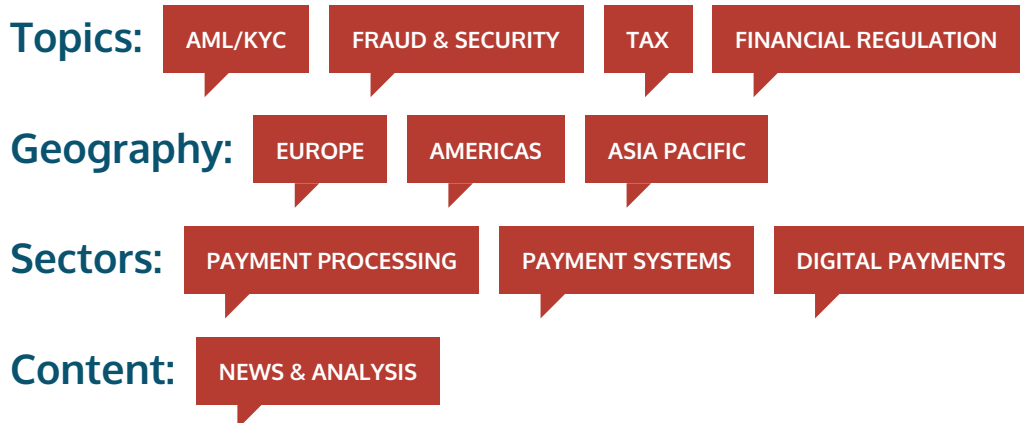 Topics: AML/KYC FRAUD & SECURITY TAX FINANCIAL REGULATION
Geography: EUROPE AMERICAS ASIA PACIFIC
Sectors: PAYMENT PROCESSING PAYMENT SYSTEMS DIGITAL PAYMENTS
Content: NEWS & ANALYSIS